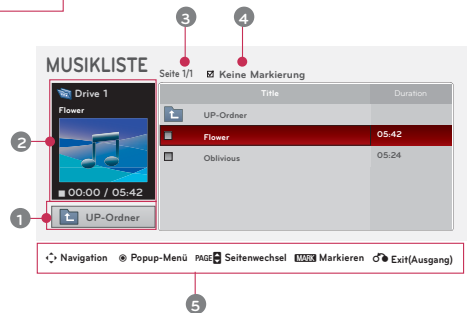 3 4
MUSIKLISTE Seite 1/1 Keine Markierung
Drive 1 Title Duration
Flower UP-Ordner
Flower 05:42
2 Oblivious 05:24
00:00 / 05:42
1 UP-Ordner
Navigation Popup-Menü PAGE Seitenwechsel MARK Markieren Exit(Ausgang)
5